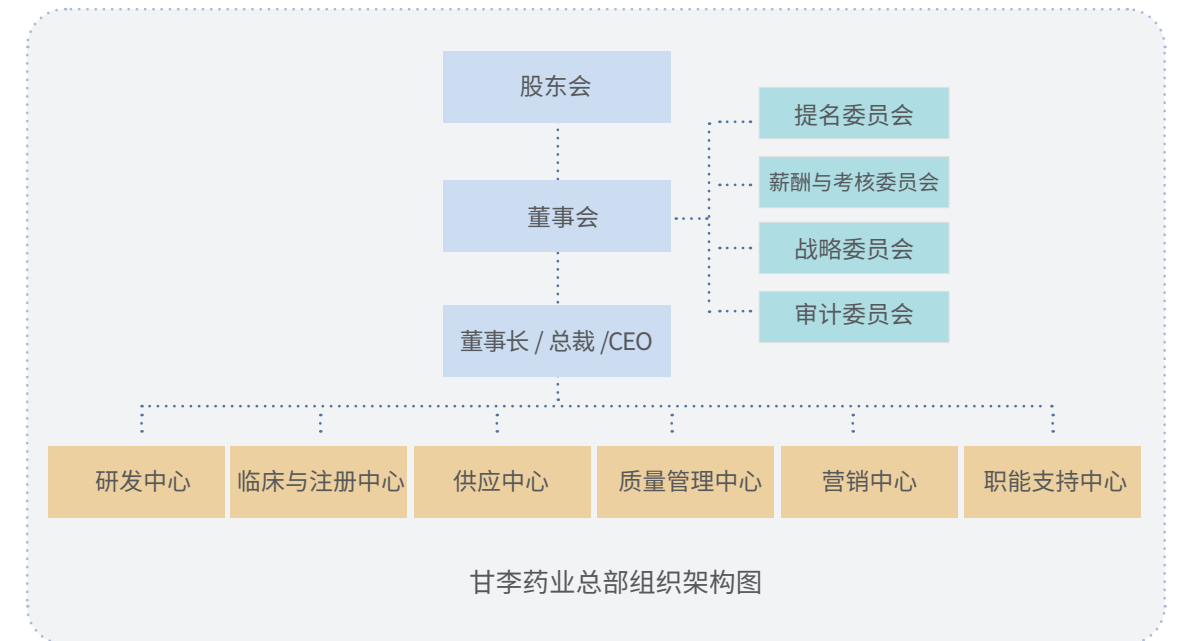 股东会
提名委员会
薪酬与考核委员会
董事会
战略委员会
审计委员会
董事长 / 总裁 /CEO
研发中心
临床与注册中心
供应中心
质量管理中心
营销中心
职能支持中心
甘李药业总部组织架构图